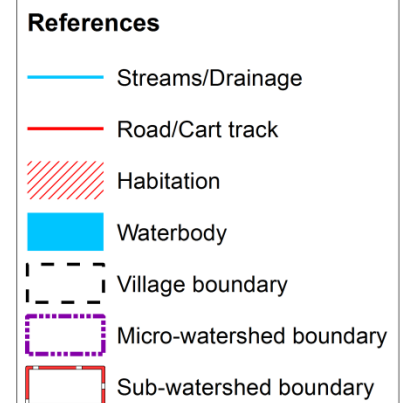 References
Streams/Drainage
Road/Cart track
Habitation
Waterbody
Village boundary
Micro-watershed boundary
Sub-watershed boundary